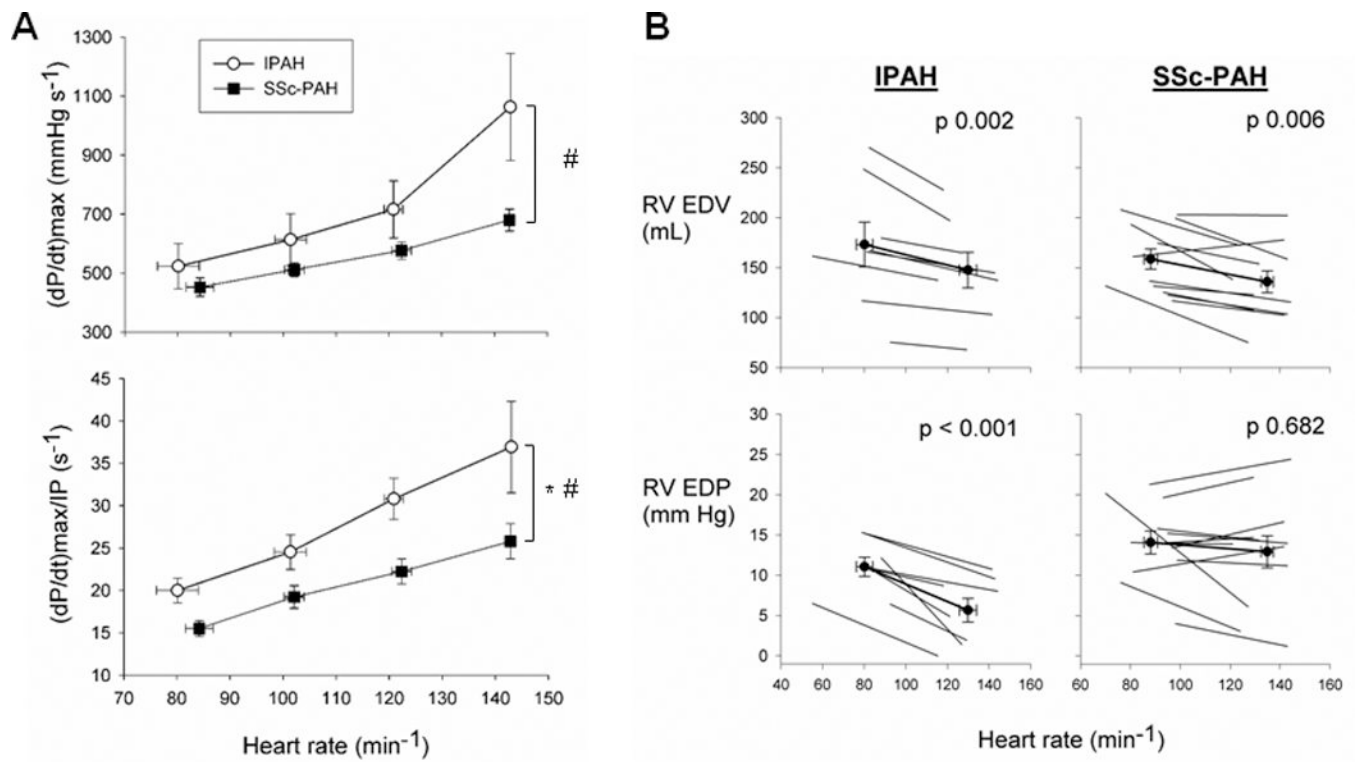 A
(dP/dt)max (mmHg s-1)
1300
1100
900
700
500
300
IPAH
SSc-PAH
#
(dP/dt)max/IP (s-1)
45
40
35
30
25
20
15
10
* #
70 80 90 100 110 120 130 140 150
Heart rate (min-1)
B
IPAH SSc-PAH
RV EDV
(mL)
300
250
200
150
100
50
p 0.002
p 0.006
RV EDP
(mm Hg)
30
25
20
15
10
5
0
p < 0.001
p 0.682
40 60 80 100 120 140 160
60 80 100 120 140 160
Heart rate (min-1)